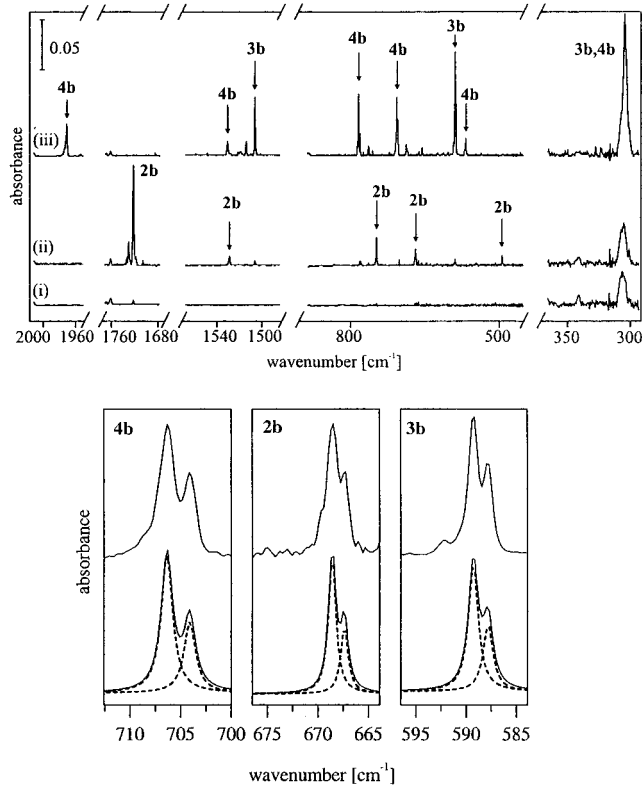 0.05
4b
4b
3b
4b
4b
3b
4b
3b,4b
(iii)
absorbance
2b
2b
2b
2b
2b
(ii)
(i)
2000 1960 1760 1680 1530 1500 800 500 350 300
wavenumber [cm-1]
4b 2b 3b
absorbance
710 705 700 675 670 665 595 590 585
wavenumber [cm-1]